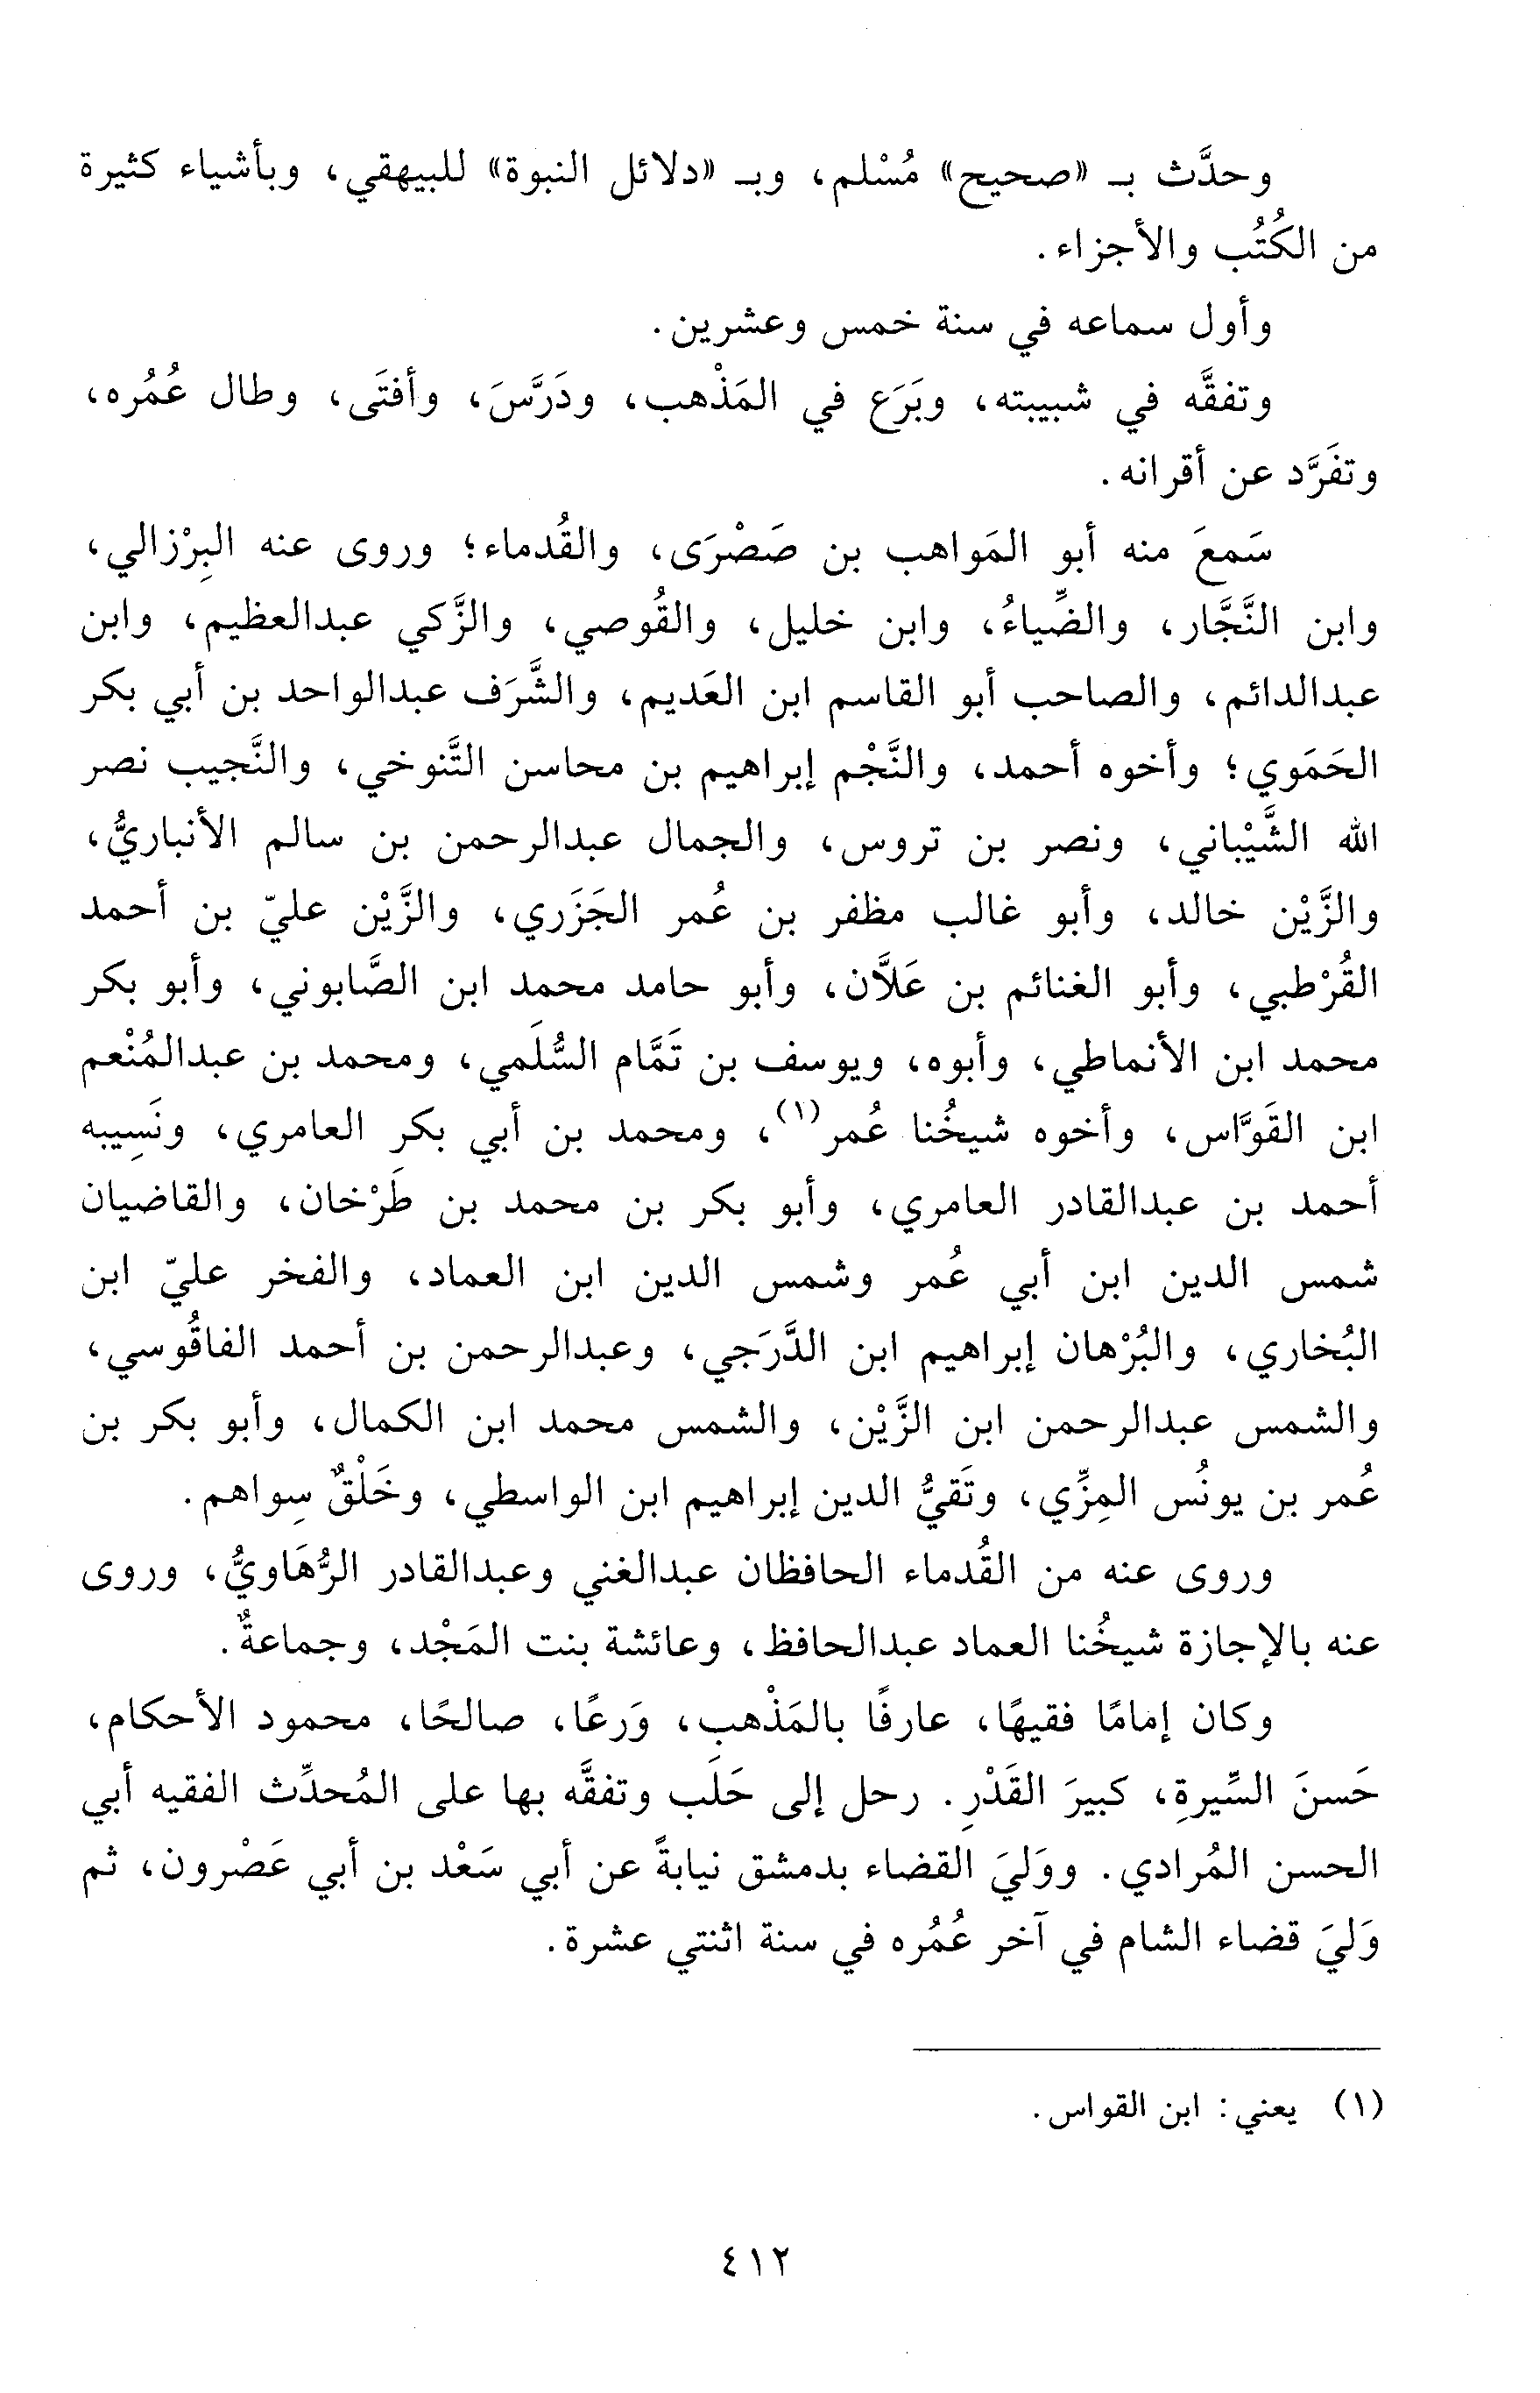 وحدَّث بـ «صحيح» مُسْلم، وبـ «دلائل النبوة» للبيهقي، وبأشياء كثيرة
من الكُتُب والأجزاء.
وأول سماعه في سنة خمس وعشرين.
وتفقَّه في شبيبته، وبَرَع في المَذْهب، ودَرَّسَ، وأفتَى، وطال عُمُره،
وتفَرَّد عن أقرانه.
سَمعَ منه أبو المَواهب بن صَصْرَى، والقُدماء؛ وروى عنه البِرْزالي،
وابن النَّجَّار، والضِّياءُ، وابن خليل، والقُوصي، والزَّكي عبدالعظيم، وابن
عبدالدائم، والصاحب أبو القاسم ابن العَديم، والشَّرَف عبدالواحد بن أبي بكر
الحَمَوي؛ وأخوه أحمد، والنَّجْم إبراهيم بن محاسن التَّنوخي، والنَّجيب نصر
الله الشَّيْباني، ونصر بن تروس، والجمال عبدالرحمن بن سالم الأنباريُّ،
والزَّيْن خالد، وأبو غالب مظفر بن عُمر الجَزَري، والزَّيْن عليّ بن أحمد
القُرْطبي، وأبو الغنائم بن عَلاَّن، وأبو حامد محمد ابن الصَّابوني، وأبو بكر
محمد ابن الأنماطي، وأبوه، ويوسف بن تَمَّام السُّلَمي، ومحمد بن عبدالمُنْعم
ابن القَوَّاس، وأخوه شيخُنا عُمر(١)، ومحمد بن أبي بكر العامري، ونَسِيبه
أحمد بن عبدالقادر العامري، وأبو بكر بن محمد بن طَرْخان، والقاضيان
شمس الدين ابن أبي عُمر وشمس الدين ابن العماد، والفخر عليّ ابن
البُخاري، والبُرْهان إبراهيم ابن الدَّرَجي، وعبدالرحمن بن أحمد الفاقُوسي،
والشمس عبدالرحمن ابن الزَّيْن، والشمس محمد ابن الكمال، وأبو بكر بن
عُمر بن يونُس المِزِّي، وتَقيُّ الدين إبراهيم ابن الواسطي، وخَلْقٌ سِواهم.
وروى عنه من القُدماء الحافظان عبدالغني وعبدالقادر الرُّهَاويُّ، وروى
عنه بالإجازة شيخُنا العماد عبدالحافظ، وعائشة بنت المَجْد، وجماعةٌ.
وكان إمامًا فقيهًا، عارفًا بالمَذْهب، وَرعًا، صالحًا، محمود الأحكام،
حَسنَ السِّيرةِ، كبيرَ القَدْرِ. رحل إلى حَلَب وتفقَّه بها على المُحدِّث الفقيه أبي
الحسن المُرادي. ووَليَ القضاء بدمشق نيابةً عن أبي سَعْد بن أبي عَصْرون، ثم
وَليَ قضاء الشام في آخر عُمُره في سنة اثنتي عشرة.
(١) يعني: ابن القواس.
٤١٢